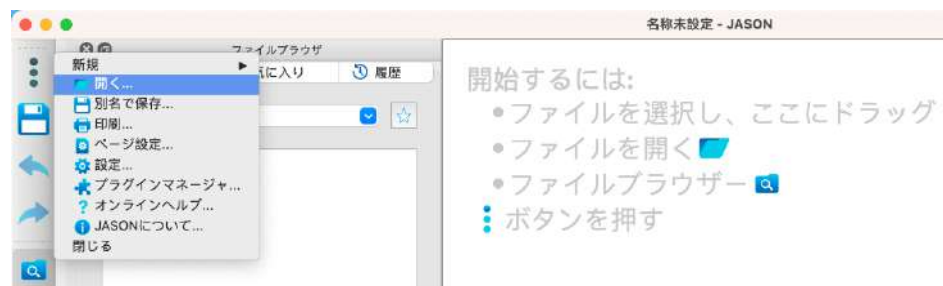 名称未設定 - JASON
ファイルブラウザ
に入り
履歴
新規
開く...
別名で保存...
印刷...
ページ設定...
設定...
プラグインマネージャ...
オンラインヘルプ...
JASONについて...
閉じる
開始するには:
•ファイルを選択し、ここにドラッグ
•ファイルを開く
•ファイルブラウザー
ボタンを押す